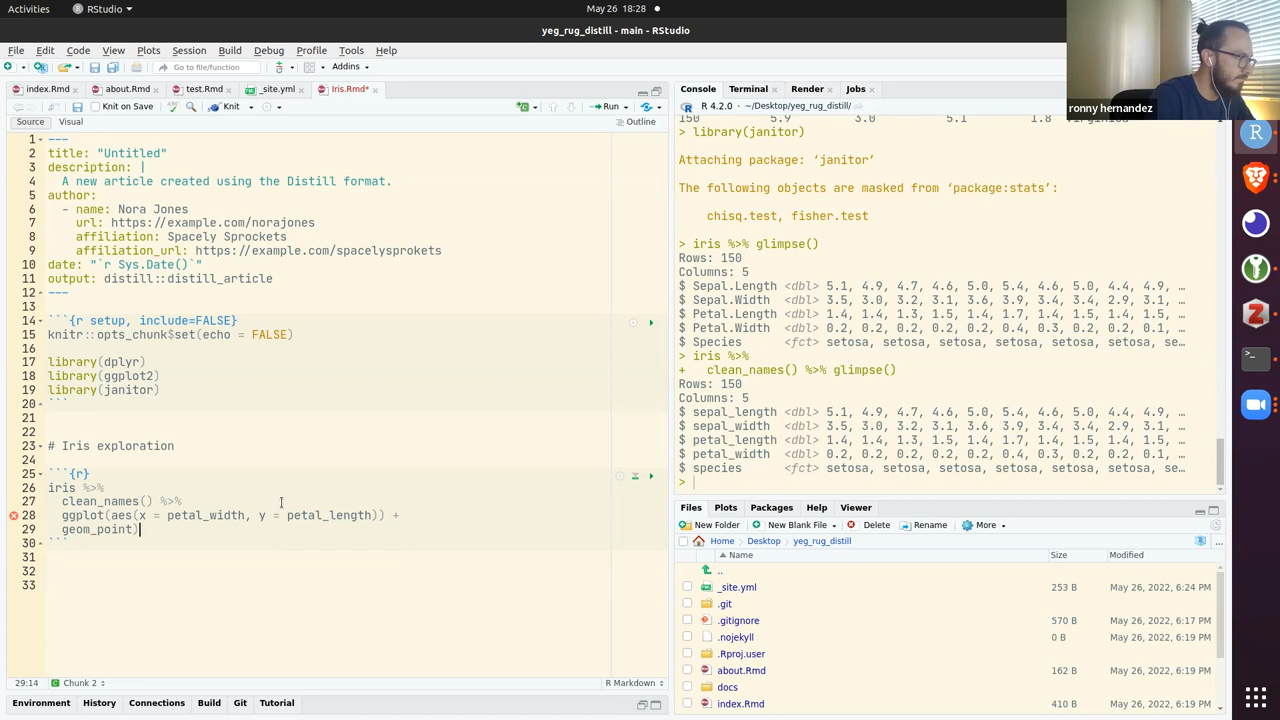 Activities
RStudio
May 26 18:28
yeg_rug_distill - main - RStudio
File Edit Code View Plots Session Build Debug Profile Tools Help
Go to file/function
Addins
index.Rmd about.Rmd test.Rmd _site.yml Iris.Rmd*
Knit on Save Knit Run
Source Visual Outline
1 ---
2 title: "Untitled"
3 description: |
4   A new article created using the Distill format.
5 author:
6   - name: Nora Jones
7     url: https://example.com/norajones
8     affiliation: Spacely Sprockets
9     affiliation_url: https://example.com/spacelysprokets
10 date: "`r Sys.Date()`"
11 output: distill::distill_article
12 ---
13
14 ```{r setup, include=FALSE}
15 knitr::opts_chunk$set(echo = FALSE)
16
17 library(dplyr)
18 library(ggplot2)
19 library(janitor)
20 ```
21
22
23 # Iris exploration
24
25 ```{r}
26 iris %>%
27   clean_names() %>%
28   ggplot(aes(x = petal_width, y = petal_length)) +
29   geom_point)
30 ```
31
32
33
29:14 Chunk 2 R Markdown
Environment History Connections Build Git Tutorial
Console Terminal Render Jobs
R 4.2.0 · ~/Desktop/yeg_rug_distill/
150 5.9 3.0 5.1 1.8 virginica
> library(janitor)
Attaching package: ‘janitor’
The following objects are masked from ‘package:stats’:
chisq.test, fisher.test
> iris %>% glimpse()
Rows: 150
Columns: 5
$ Sepal.Length <dbl> 5.1, 4.9, 4.7, 4.6, 5.0, 5.4, 4.6, 5.0, 4.4, 4.9, …
$ Sepal.Width <dbl> 3.5, 3.0, 3.2, 3.1, 3.6, 3.9, 3.4, 3.4, 2.9, 3.1, …
$ Petal.Length <dbl> 1.4, 1.4, 1.3, 1.5, 1.4, 1.7, 1.4, 1.5, 1.4, 1.5, …
$ Petal.Width <dbl> 0.2, 0.2, 0.2, 0.2, 0.2, 0.4, 0.3, 0.2, 0.2, 0.1, …
$ Species <fct> setosa, setosa, setosa, setosa, setosa, setosa, se…
> iris %>%
+   clean_names() %>% glimpse()
Rows: 150
Columns: 5
$ sepal_length <dbl> 5.1, 4.9, 4.7, 4.6, 5.0, 5.4, 4.6, 5.0, 4.4, 4.9, …
$ sepal_width <dbl> 3.5, 3.0, 3.2, 3.1, 3.6, 3.9, 3.4, 3.4, 2.9, 3.1, …
$ petal_length <dbl> 1.4, 1.4, 1.3, 1.5, 1.4, 1.7, 1.4, 1.5, 1.4, 1.5, …
$ petal_width <dbl> 0.2, 0.2, 0.2, 0.2, 0.2, 0.4, 0.3, 0.2, 0.2, 0.1, …
$ species <fct> setosa, setosa, setosa, setosa, setosa, setosa, se…
>
Files Plots Packages Help Viewer
New Folder New Blank File Delete Rename More
Home Desktop yeg_rug_distill
Name Size Modified
..
_site.yml 253 B May 26, 2022, 6:24 PM
.git
.gitignore 570 B May 26, 2022, 6:17 PM
.nojekyll 0 B May 26, 2022, 6:19 PM
.Rproj.user
about.Rmd 162 B May 26, 2022, 6:19 PM
docs
index.Rmd 410 B May 26, 2022, 6:19 PM
ronny hernandez